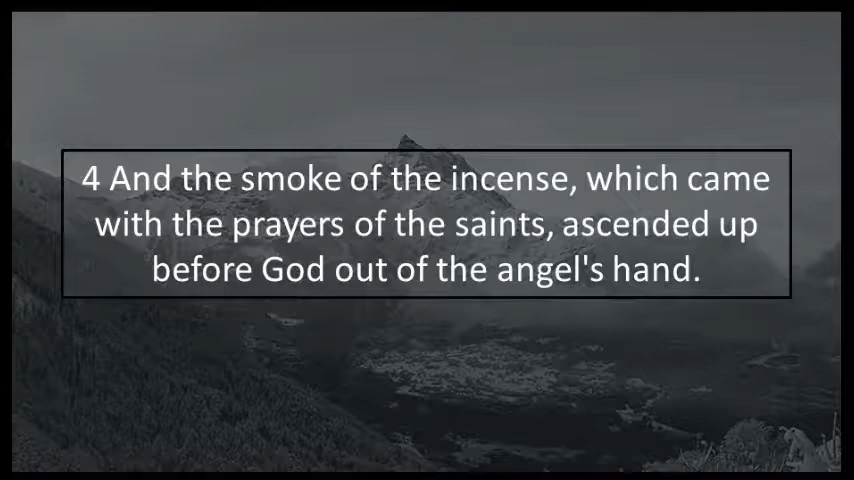 4 And the smoke of the incense, which came
with the prayers of the saints, ascended up
before God out of the angel's hand.